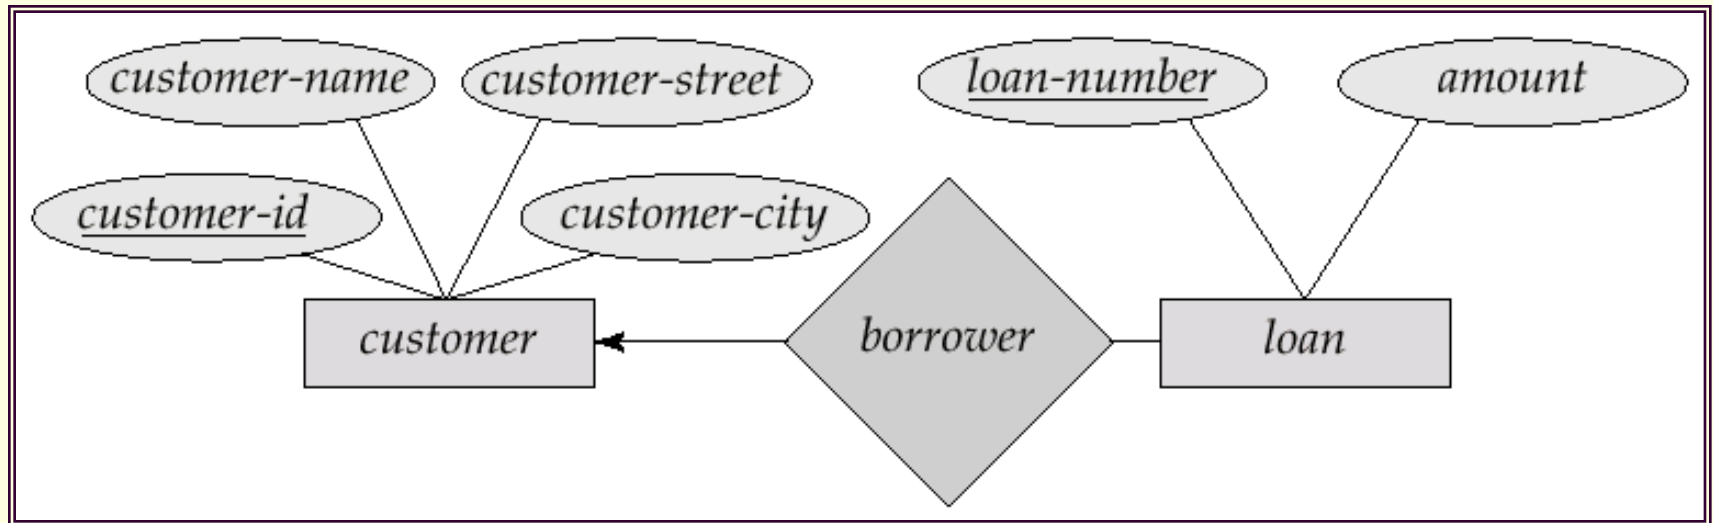 customer-name
customer-street
loan-number
amount
customer-id
customer-city
customer
borrower
loan